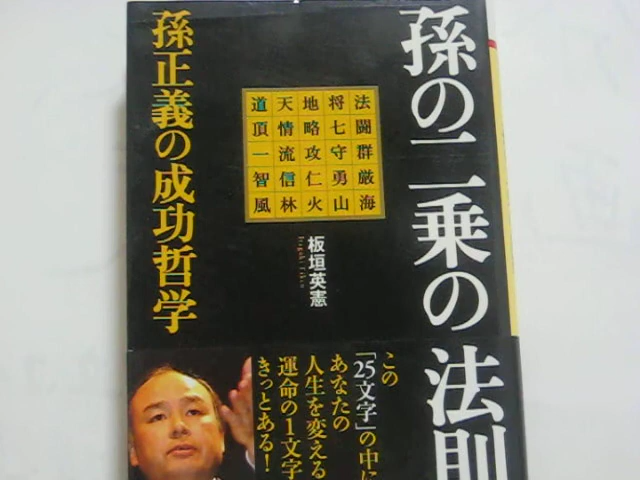 孫の二乗の法則
道天地将法
頂情略七闘
一流攻守群
智信仁勇厳
風林火山海
板垣英憲
孫正義の成功哲学
この
「25文字」の中に
あなたの
人生を変える
運命の1文字
きっとある！